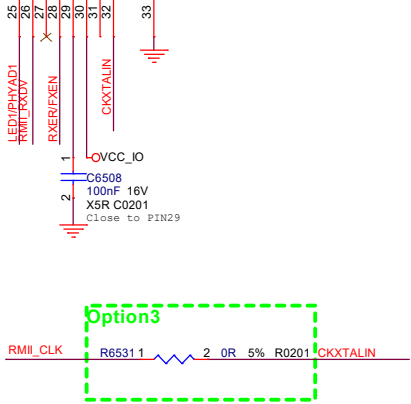 25
26
27
28
29
30
31
32
33
LED1/PHYAD1
RMII_RXDV
RXER/FXEN
CKXTALIN
1
VCC_IO
C6508
100nF 16V
2 X5R C0201
Close to PIN29
Option3
RMII_CLK R6531 1 2 0R 5% R0201 CKXTALIN